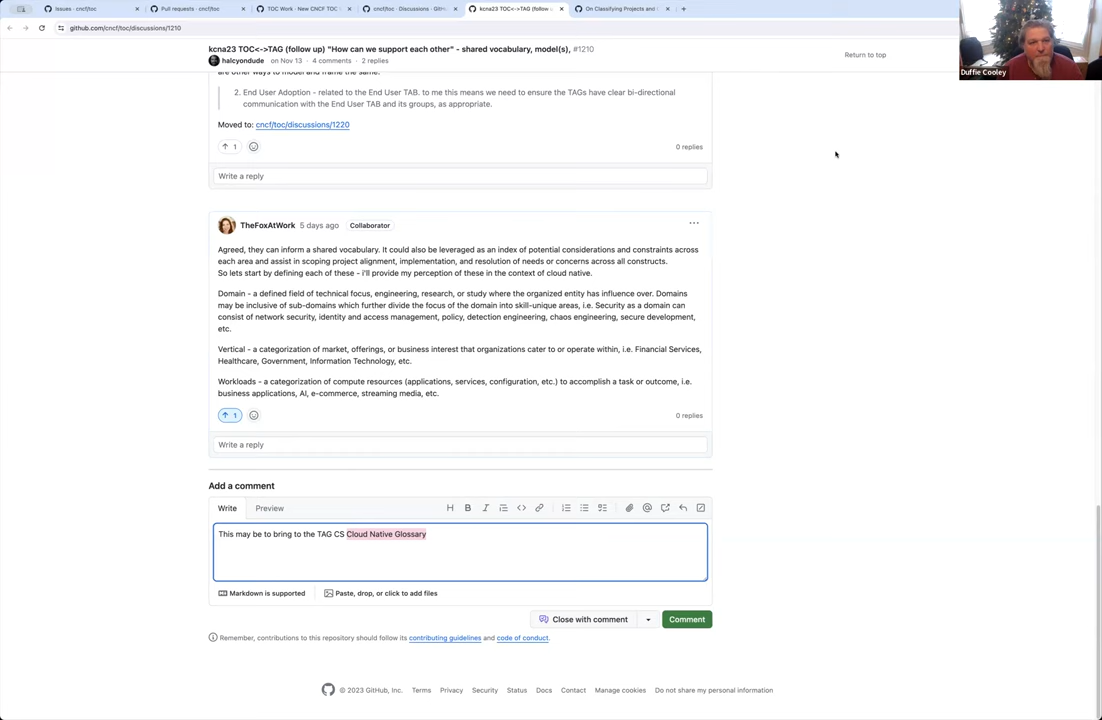 Issues · cncf/toc
Pull requests · cncf/toc
TOC Work · New CNCF TOC
cncf/toc · Discussions · GitH
kcna23 TOC<->TAG (follow u
On Classifying Projects and
github.com/cncf/toc/discussions/1210
kcna23 TOC<->TAG (follow up) "How can we support each other" - shared vocabulary, model(s), #1210
halcyondude on Nov 13 · 4 comments · 2 replies
Return to top
Duffie Cooley
are other ways to model and frame the same.
2. End User Adoption - related to the End User TAB. to me this means we need to ensure the TAGs have clear bi-directional
communication with the End User TAB and its groups, as appropriate.
Moved to: cncf/toc/discussions/1220
↑ 1
0 replies
Write a reply
TheFoxAtWork 5 days ago Collaborator
...
Agreed, they can inform a shared vocabulary. It could also be leveraged as an index of potential considerations and constraints across
each area and assist in scoping project alignment, implementation, and resolution of needs or concerns across all constructs.
So lets start by defining each of these - i'll provide my perception of these in the context of cloud native.
Domain - a defined field of technical focus, engineering, research, or study where the organized entity has influence over. Domains
may be inclusive of sub-domains which further divide the focus of the domain into skill-unique areas, i.e. Security as a domain can
consist of network security, identity and access management, policy, detection engineering, chaos engineering, secure development,
etc.
Vertical - a categorization of market, offerings, or business interest that organizations cater to or operate within, i.e. Financial Services,
Healthcare, Government, Information Technology, etc.
Workloads - a categorization of compute resources (applications, services, configuration, etc.) to accomplish a task or outcome, i.e.
business applications, AI, e-commerce, streaming media, etc.
↑ 1
0 replies
Write a reply
Add a comment
Write Preview
This may be to bring to the TAG CS Cloud Native Glossary
Markdown is supported Paste, drop, or click to add files
Close with comment Comment
Remember, contributions to this repository should follow its contributing guidelines and code of conduct.
© 2023 GitHub, Inc. Terms Privacy Security Status Docs Contact Manage cookies Do not share my personal information